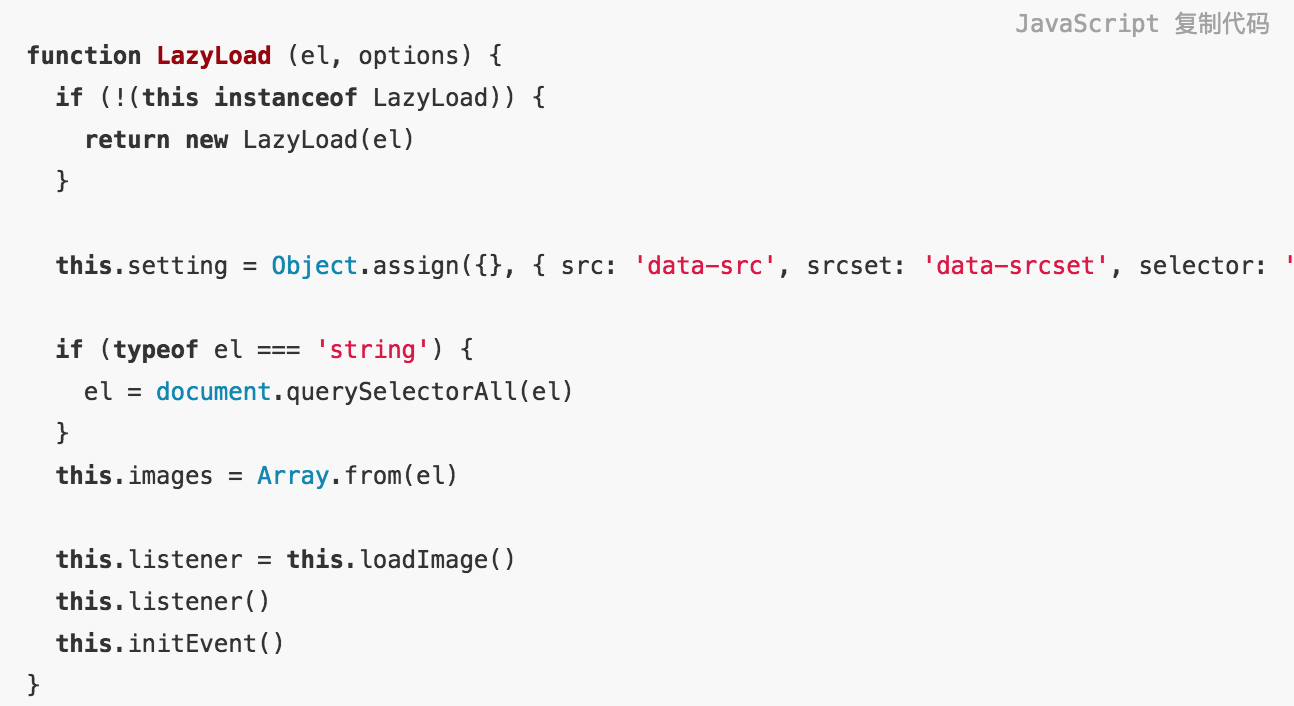 JavaScript 复制代码
function LazyLoad (el, options) {
  if (!(this instanceof LazyLoad)) {
    return new LazyLoad(el)
  }

  this.setting = Object.assign({}, { src: 'data-src', srcset: 'data-srcset', selector: '

  if (typeof el === 'string') {
    el = document.querySelectorAll(el)
  }
  this.images = Array.from(el)

  this.listener = this.loadImage()
  this.listener()
  this.initEvent()
}